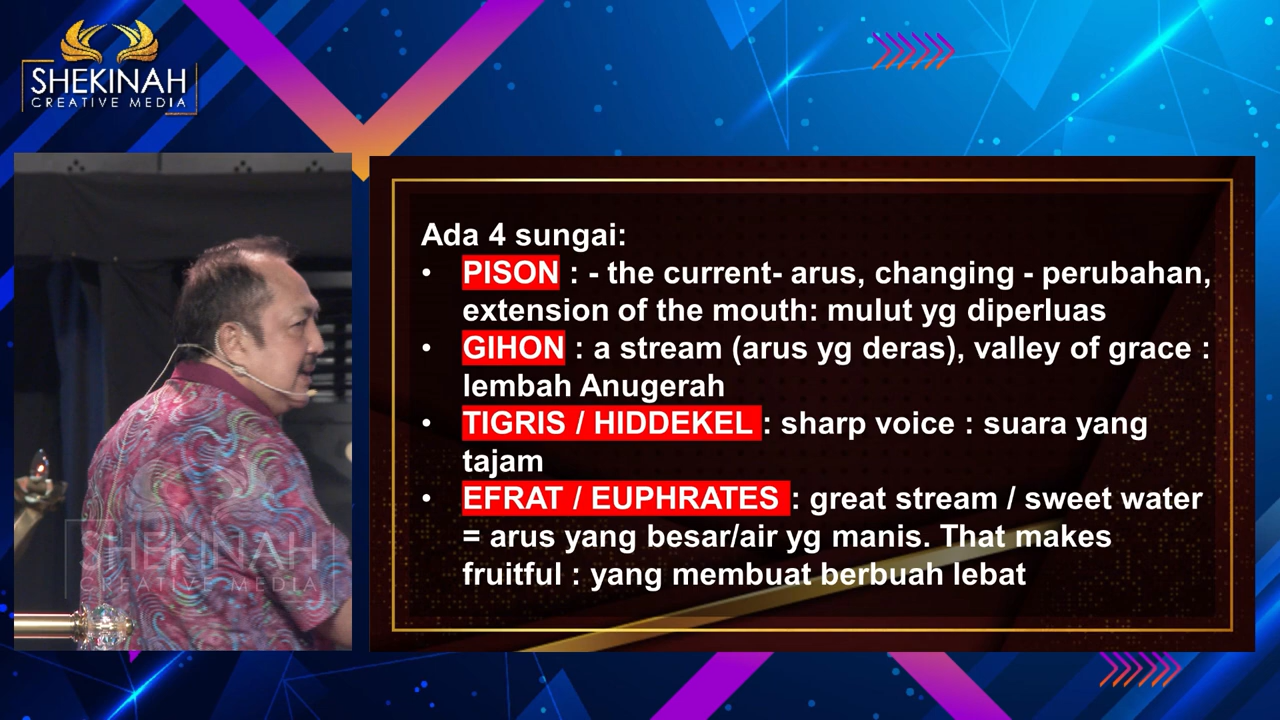 SHEKINAH
CREATIVE MEDIA
Ada 4 sungai:
• PISON : - the current- arus, changing - perubahan,
extension of the mouth: mulut yg diperluas
• GIHON : a stream (arus yg deras), valley of grace :
lembah Anugerah
• TIGRIS / HIDDEKEL : sharp voice : suara yang
tajam
• EFRAT / EUPHRATES : great stream / sweet water
= arus yang besar/air yg manis. That makes
fruitful : yang membuat berbuah lebat
SHEKINAH
CREATIVE MEDIA